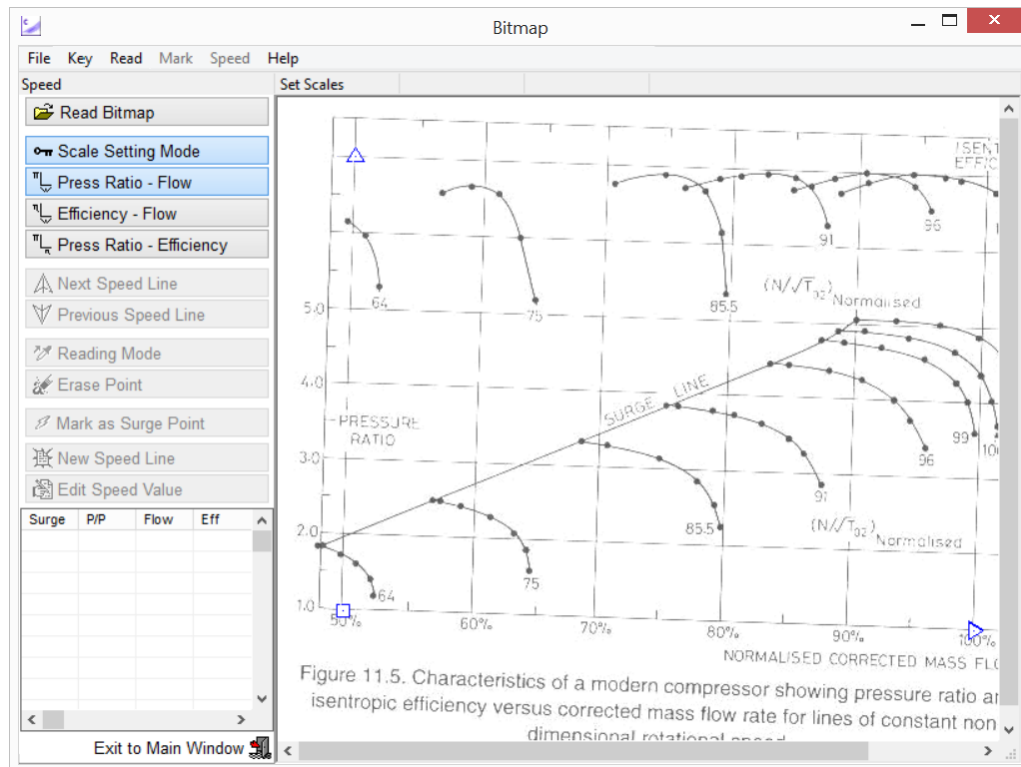 Bitmap
File Key Read Mark Speed Help
Speed
Set Scales
Read Bitmap
Scale Setting Mode
Press Ratio - Flow
Efficiency - Flow
Press Ratio - Efficiency
Next Speed Line
Previous Speed Line
Reading Mode
Erase Point
Mark as Surge Point
New Speed Line
Edit Speed Value
Surge P/P Flow Eff
Exit to Main Window
ISENT
EFFIC
64
75
85.5
91
96
(N/√T02)Normalised
5.0
4.0
3.0
2.0
1.0
PRESSURE
RATIO
SURGE LINE
64
75
85.5
91
96
99
100
(N/√T02)Normalised
50% 60% 70% 80% 90% 100%
NORMALISED CORRECTED MASS FLO
Figure 11.5. Characteristics of a modern compressor showing pressure ratio an
isentropic efficiency versus corrected mass flow rate for lines of constant non
dimensional rotational speed